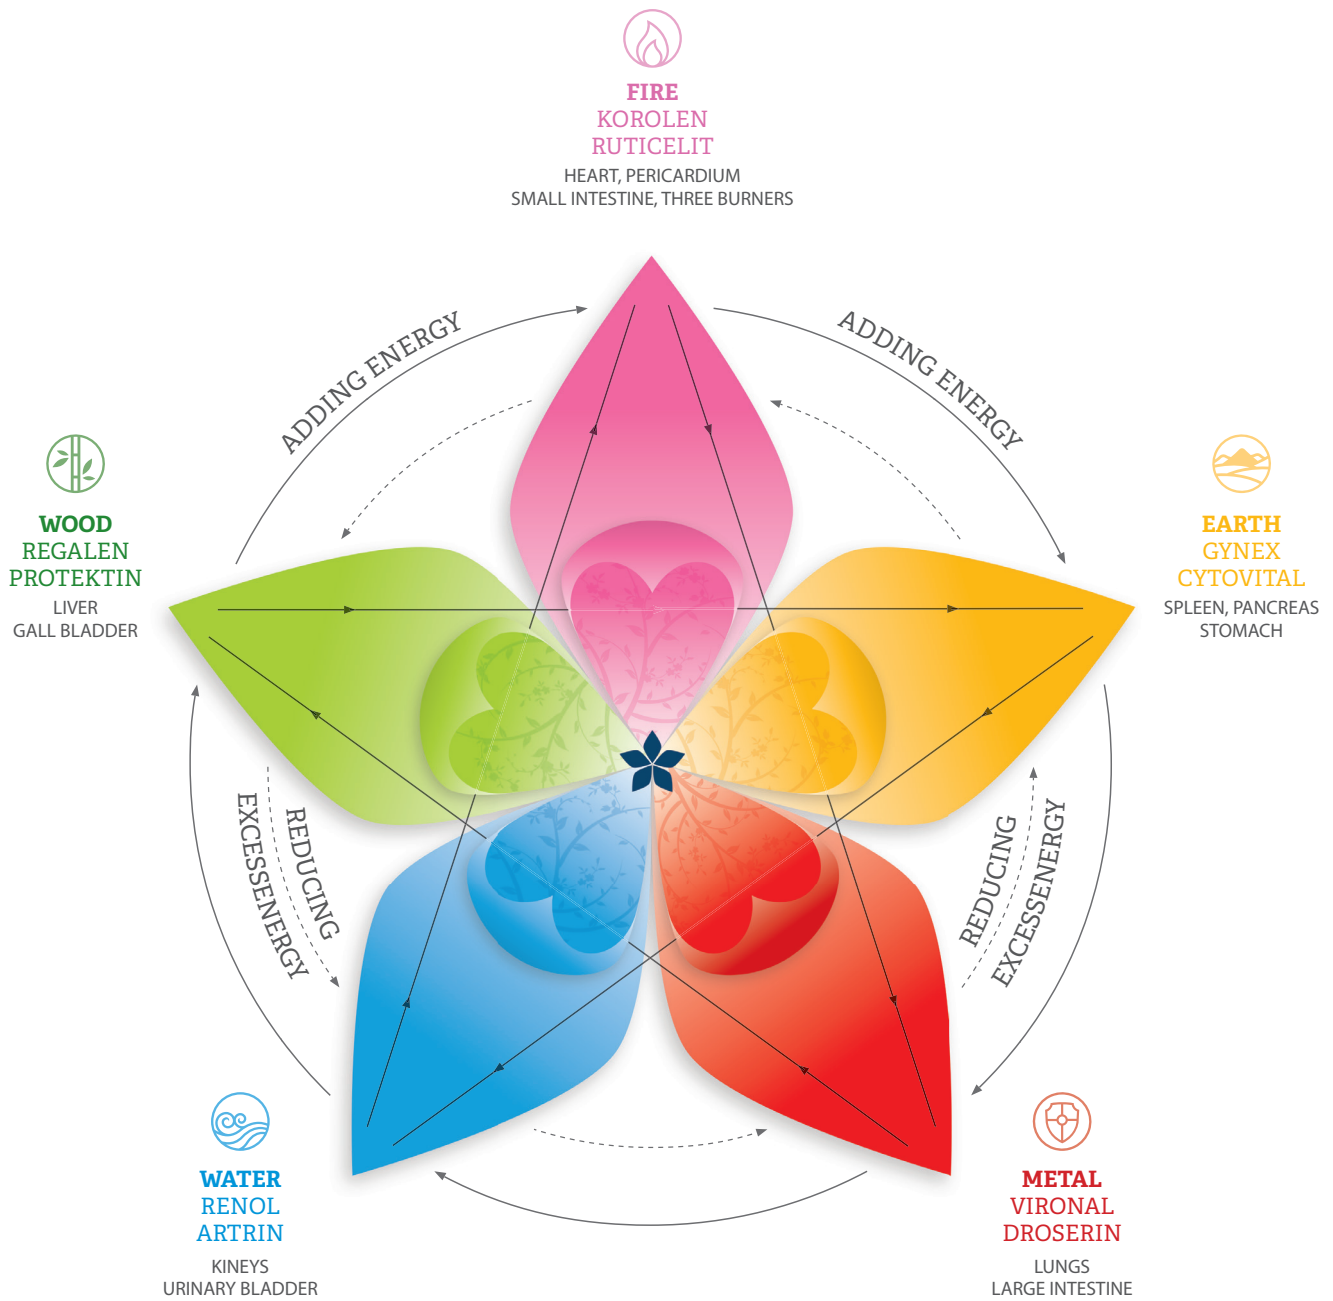 FIRE
KOROLEN
RUTICELIT
HEART, PERICARDIUM
SMALL INTESTINE, THREE BURNERS
ADDING ENERGY
ADDING ENERGY
WOOD
REGALEN
PROTEKTIN
LIVER
GALL BLADDER
EARTH
GYNEX
CYTOVITAL
SPLEEN, PANCREAS
STOMACH
REDUCING
EXCESSENERGY
REDUCING
EXCESSENERGY
WATER
RENOL
ARTRIN
KINEYS
URINARY BLADDER
METAL
VIRONAL
DROSERIN
LUNGS
LARGE INTESTINE